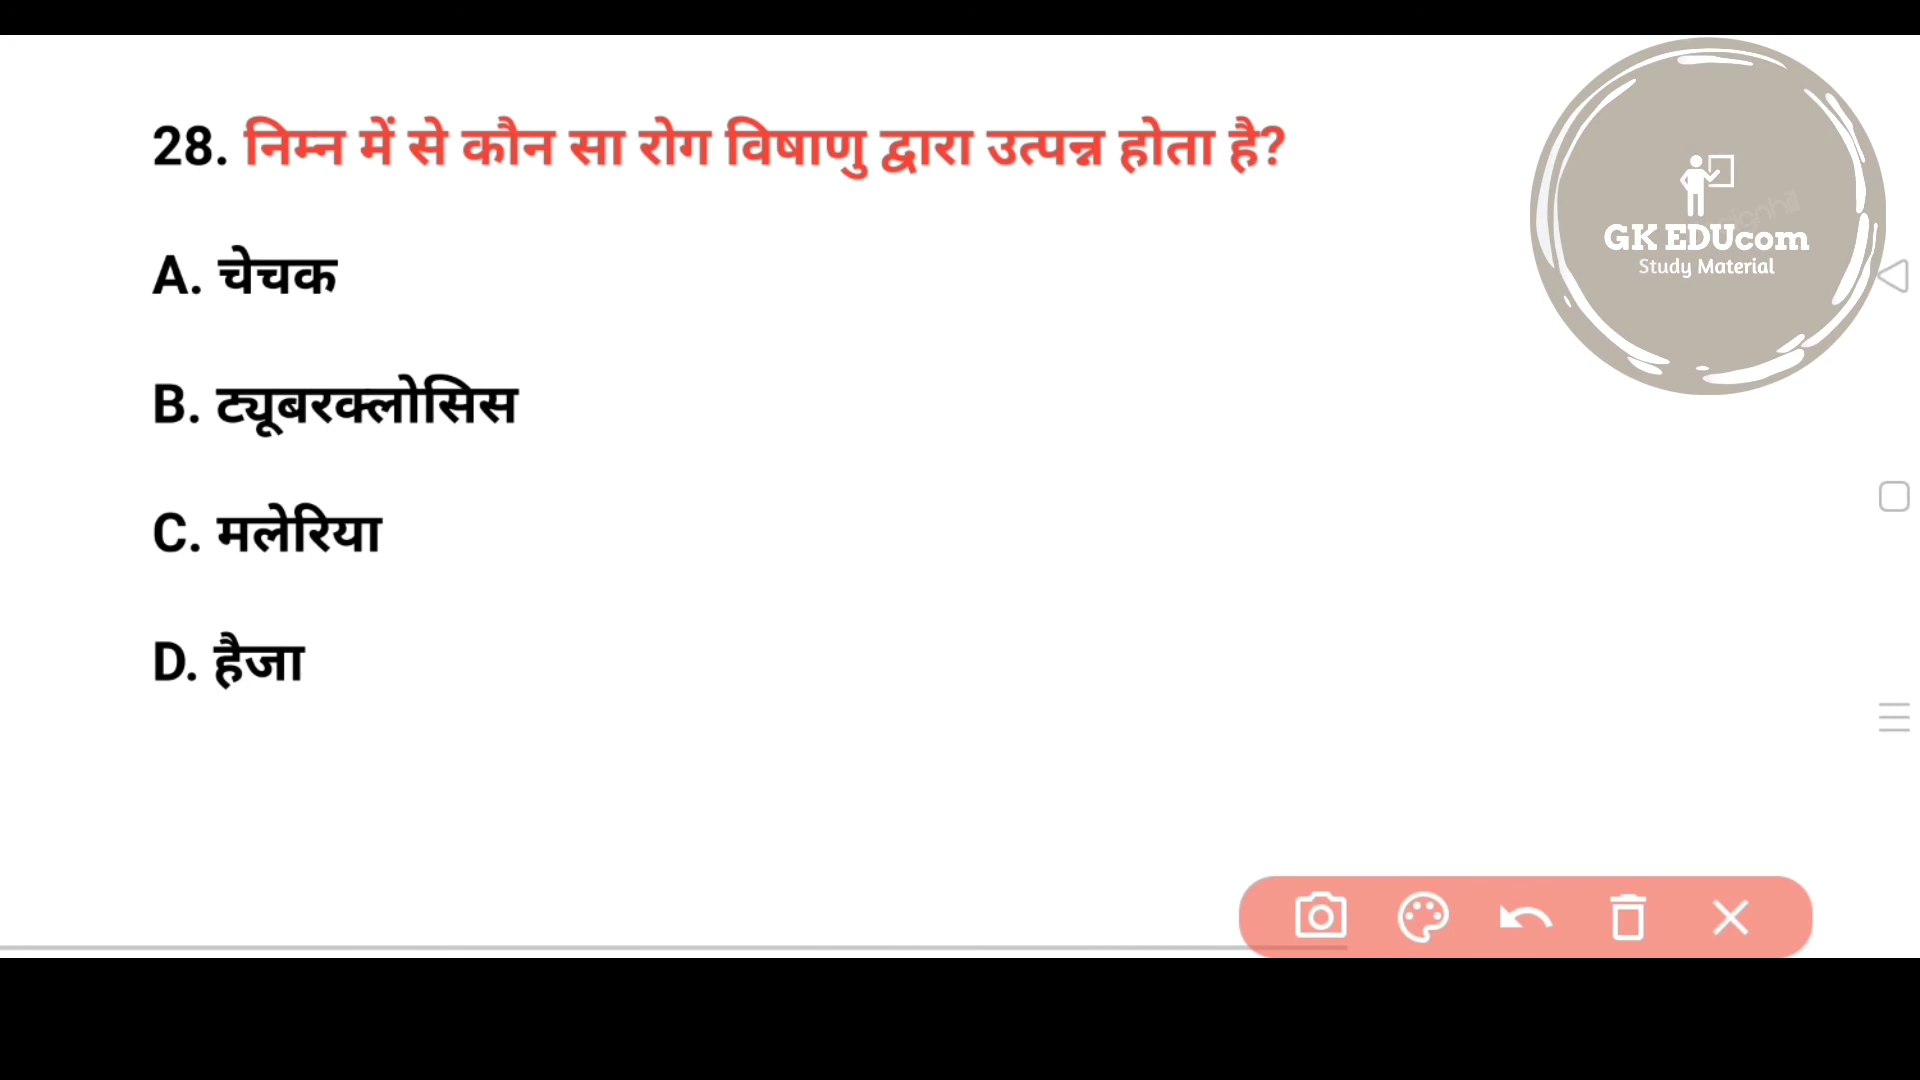 28. निम्न में से कौन सा रोग विषाणु द्वारा उत्पन्न होता है?
A. चेचक
B. ट्यूबरक्लोसिस
C. मलेरिया
D. हैजा
GK EDUcom
Study Material